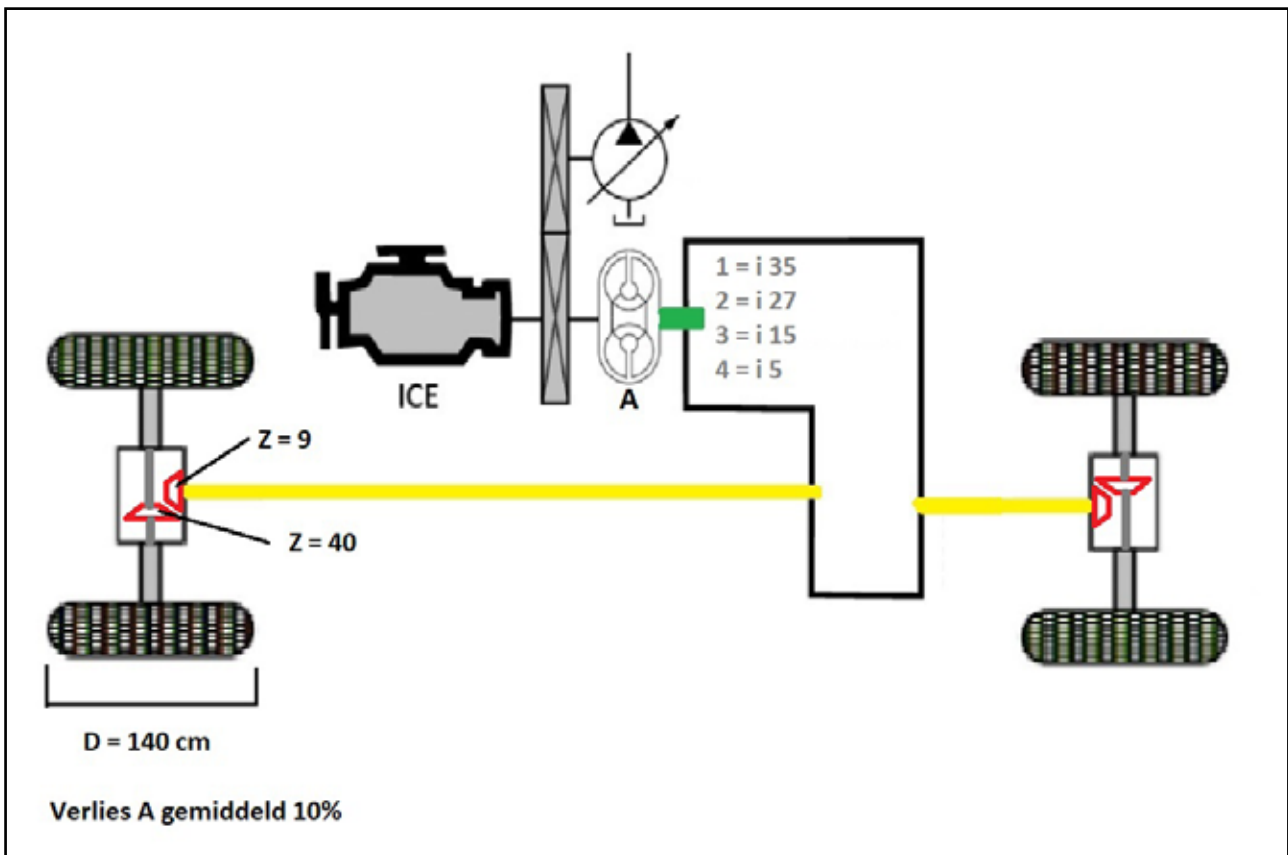 1 = i 35
2 = i 27
3 = i 15
4 = i 5
ICE
A
Z = 9
Z = 40
D = 140 cm
Verlies A gemiddeld 10%